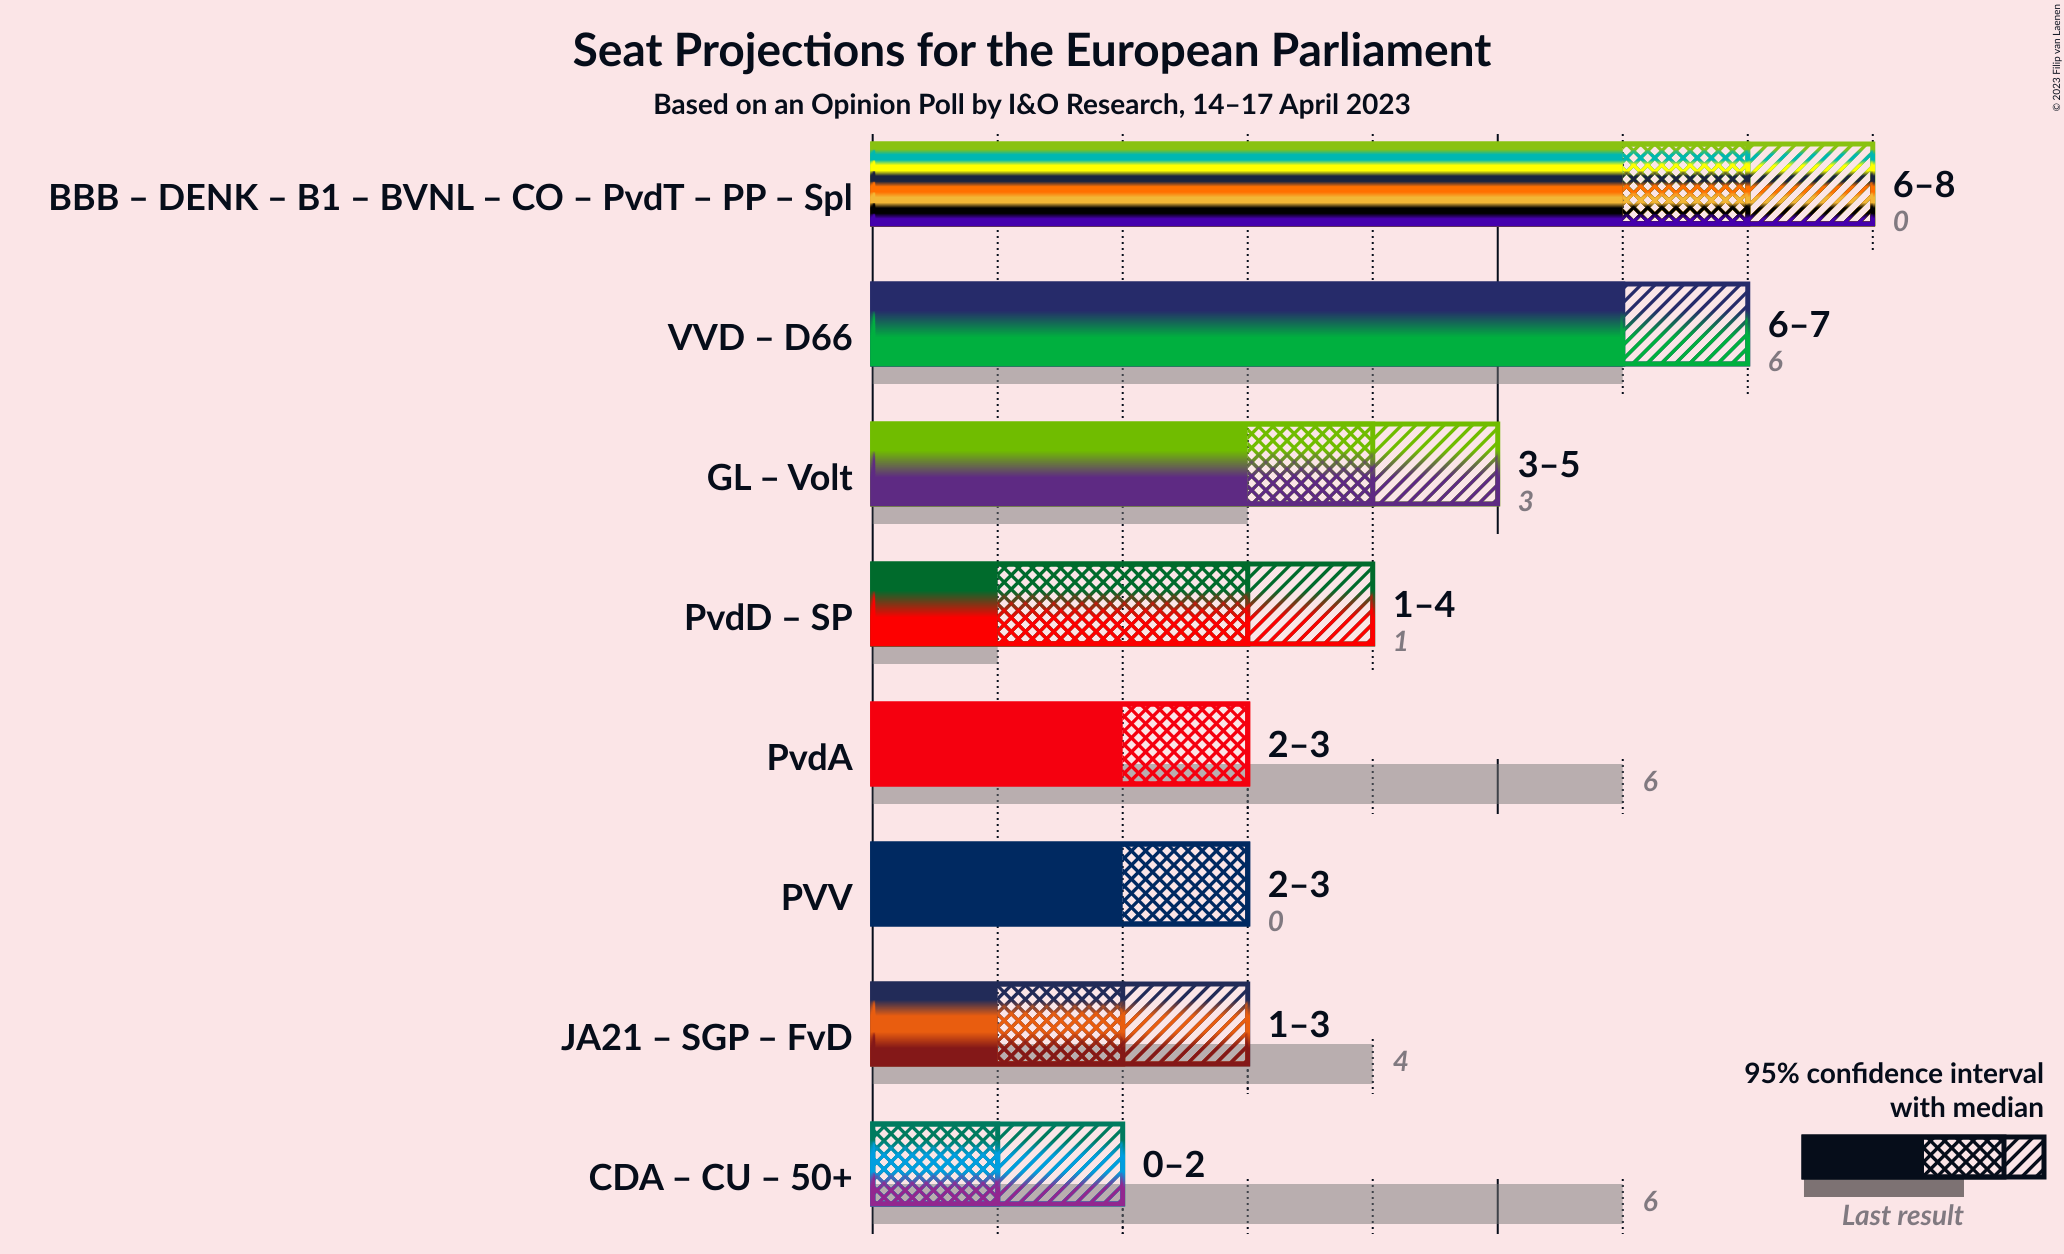 Seat Projections for the European Parliament
Based on an Opinion Poll by I&O Research, 14–17 April 2023
© 2023 Filip van Laenen
BBB – DENK – B1 – BVNL – CO – PvdT – PP – Spl
6–8
0
VVD – D66
6–7
6
GL – Volt
3–5
3
PvdD – SP
1–4
1
PvdA
2–3
6
PVV
2–3
0
JA21 – SGP – FvD
1–3
4
CDA – CU – 50+
0–2
6
95% confidence interval
with median
Last result